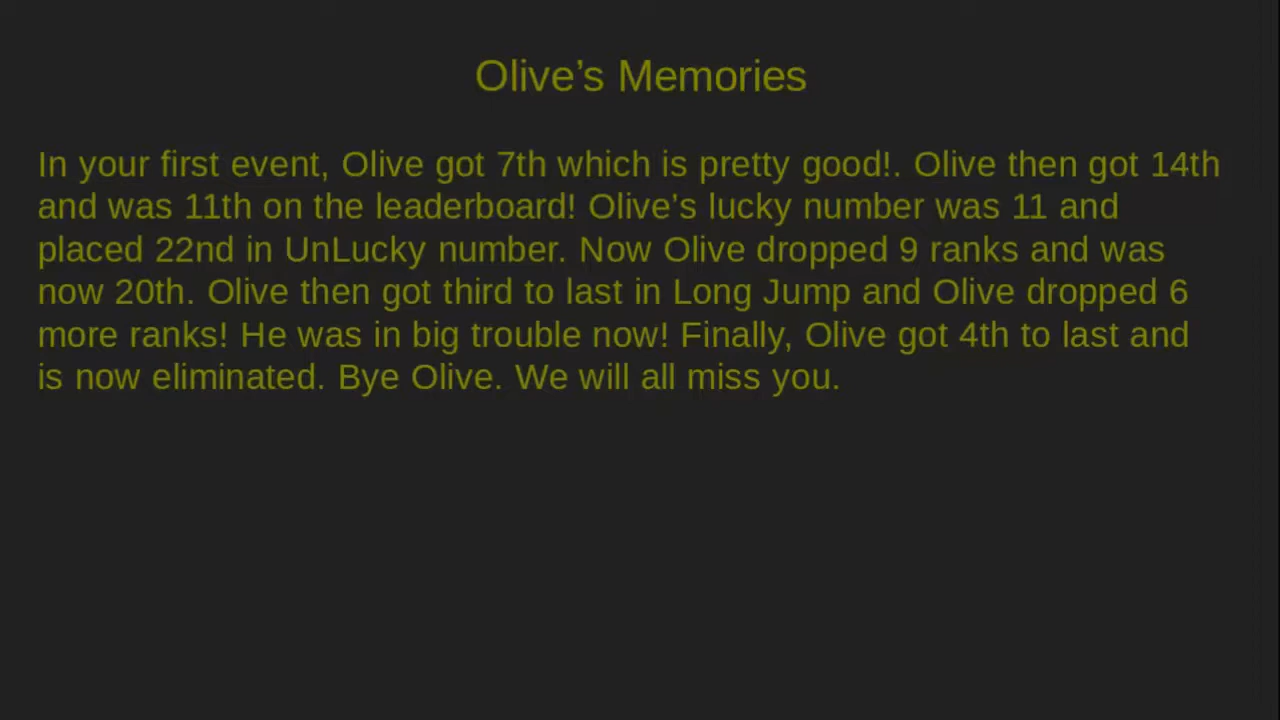 Olive’s Memories
In your first event, Olive got 7th which is pretty good!. Olive then got 14th
and was 11th on the leaderboard! Olive’s lucky number was 11 and
placed 22nd in UnLucky number. Now Olive dropped 9 ranks and was
now 20th. Olive then got third to last in Long Jump and Olive dropped 6
more ranks! He was in big trouble now! Finally, Olive got 4th to last and
is now eliminated. Bye Olive. We will all miss you.